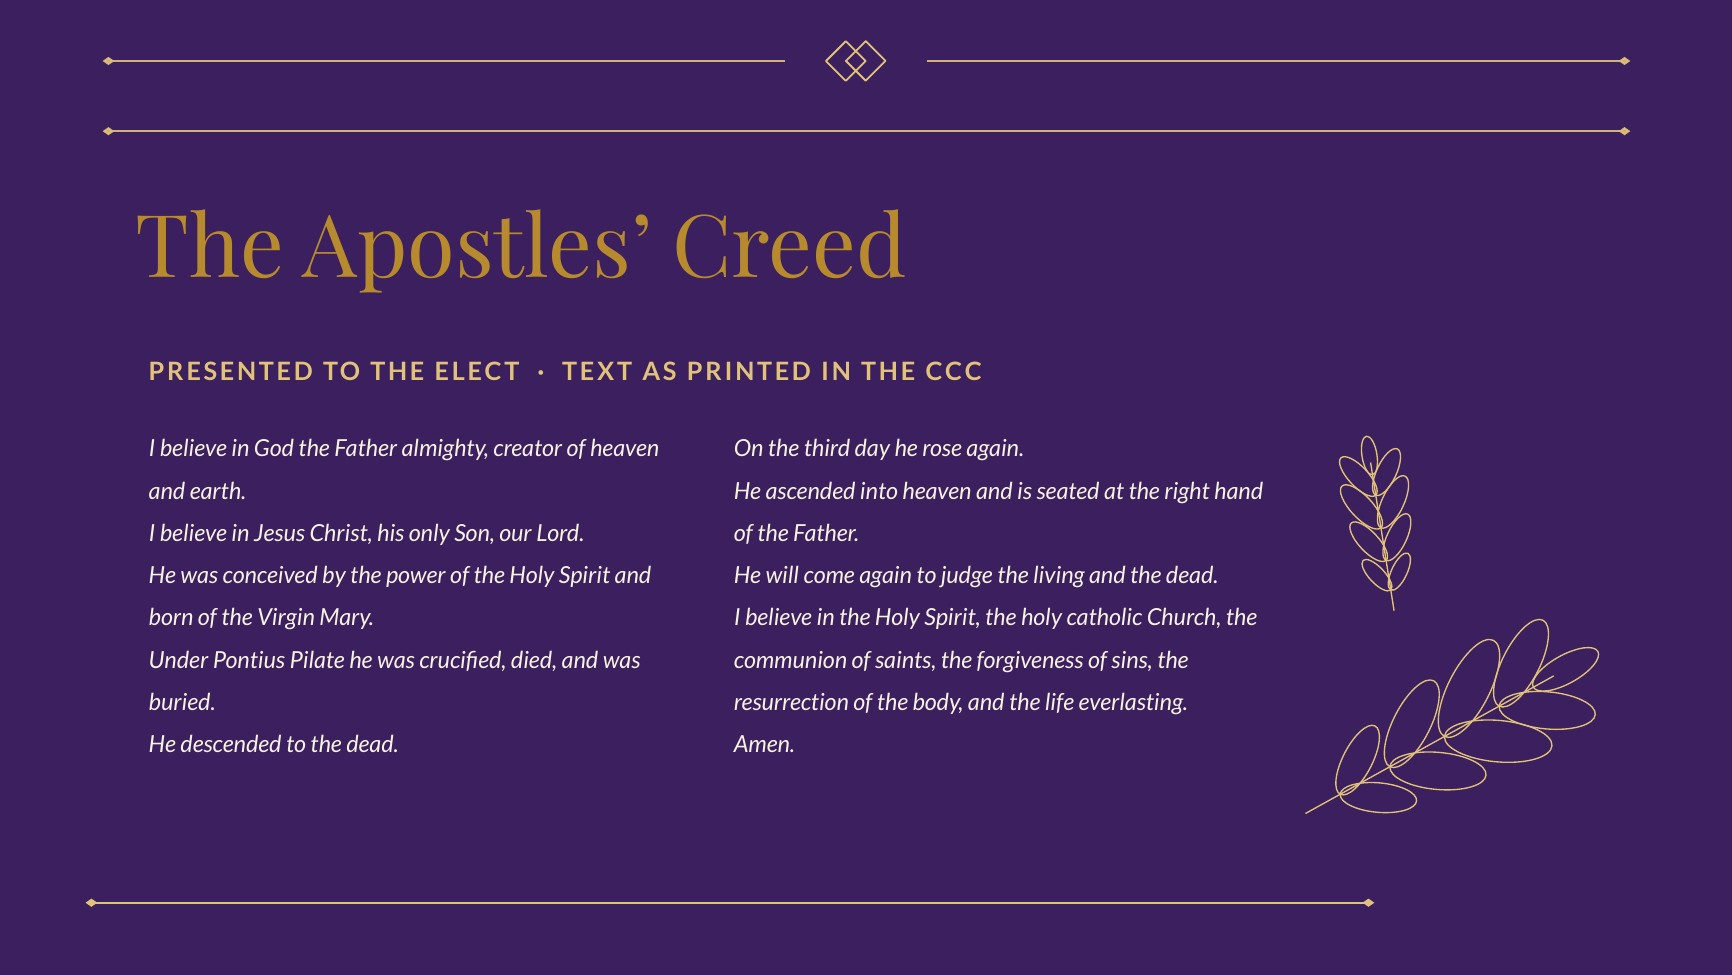 The Apostles’ Creed
PRESENTED TO THE ELECT · TEXT AS PRINTED IN THE CCC
I believe in God the Father almighty, creator of heaven
and earth.
I believe in Jesus Christ, his only Son, our Lord.
He was conceived by the power of the Holy Spirit and
born of the Virgin Mary.
Under Pontius Pilate he was crucified, died, and was
buried.
He descended to the dead.
On the third day he rose again.
He ascended into heaven and is seated at the right hand
of the Father.
He will come again to judge the living and the dead.
I believe in the Holy Spirit, the holy catholic Church, the
communion of saints, the forgiveness of sins, the
resurrection of the body, and the life everlasting.
Amen.